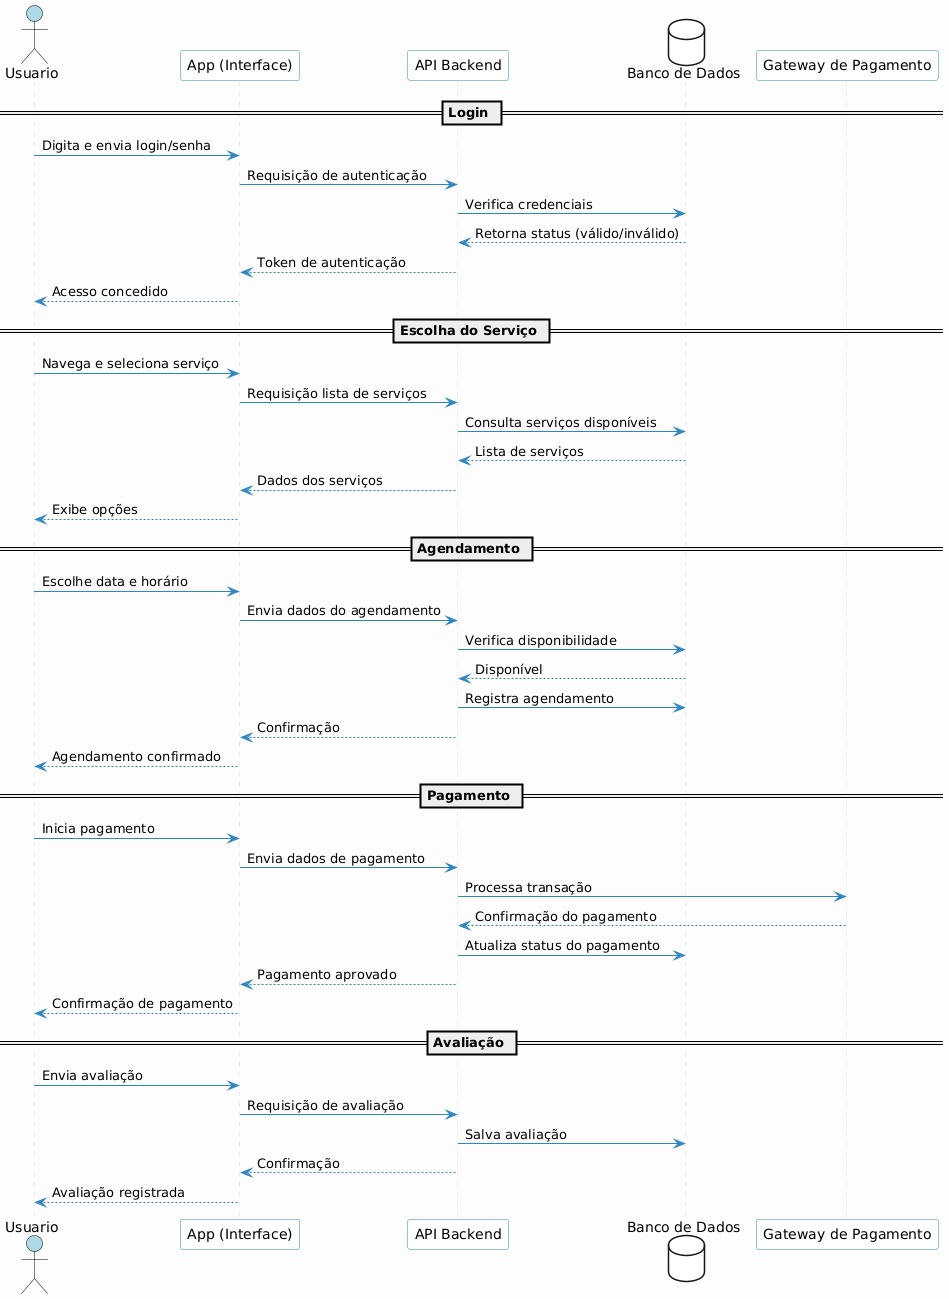 Usuario
App (Interface)
API Backend
Banco de Dados
Gateway de Pagamento
Login
Digita e envia login/senha
Requisição de autenticação
Verifica credenciais
Retorna status (válido/inválido)
Token de autenticação
Acesso concedido
Escolha do Serviço
Navega e seleciona serviço
Requisição lista de serviços
Consulta serviços disponíveis
Lista de serviços
Dados dos serviços
Exibe opções
Agendamento
Escolhe data e horário
Envia dados do agendamento
Verifica disponibilidade
Disponível
Registra agendamento
Confirmação
Agendamento confirmado
Pagamento
Inicia pagamento
Envia dados de pagamento
Processa transação
Confirmação do pagamento
Atualiza status do pagamento
Pagamento aprovado
Confirmação de pagamento
Avaliação
Envia avaliação
Requisição de avaliação
Salva avaliação
Confirmação
Avaliação registrada
Usuario
App (Interface)
API Backend
Banco de Dados
Gateway de Pagamento